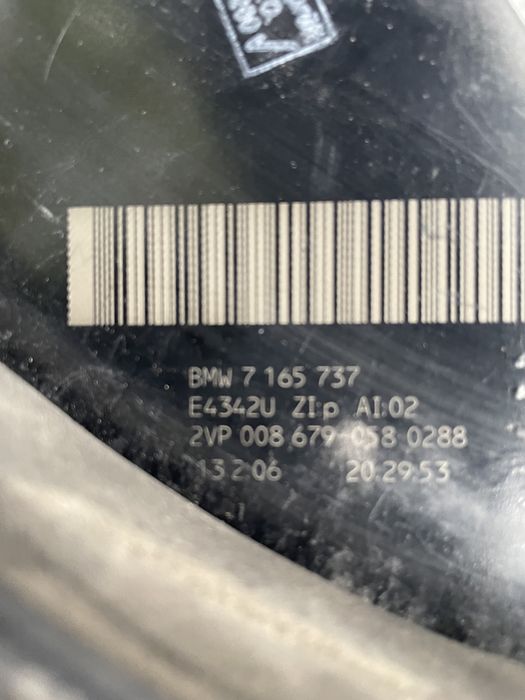 BMW 7 165 737
E4342U ZI:p AI:02
2VP 008 679-058 0288
13.2.06 20:29:53